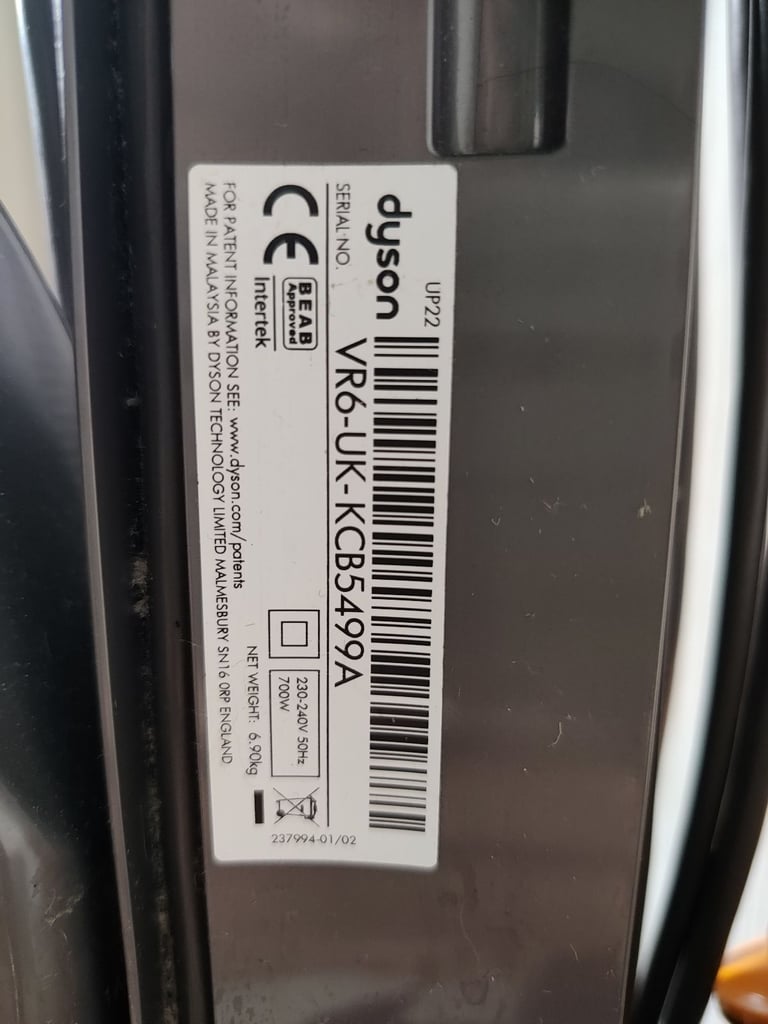 UP22
dyson
SERIAL NO. VR6-UK-KCB5499A
CE
BEAB
Approved
Intertek
230-240V 50Hz
700W
NET WEIGHT: 6.90kg
FOR PATENT INFORMATION SEE: www.dyson.com/patents
MADE IN MALAYSIA BY DYSON TECHNOLOGY LIMITED MALMESBURY SN16 0RP ENGLAND
237994-01/02